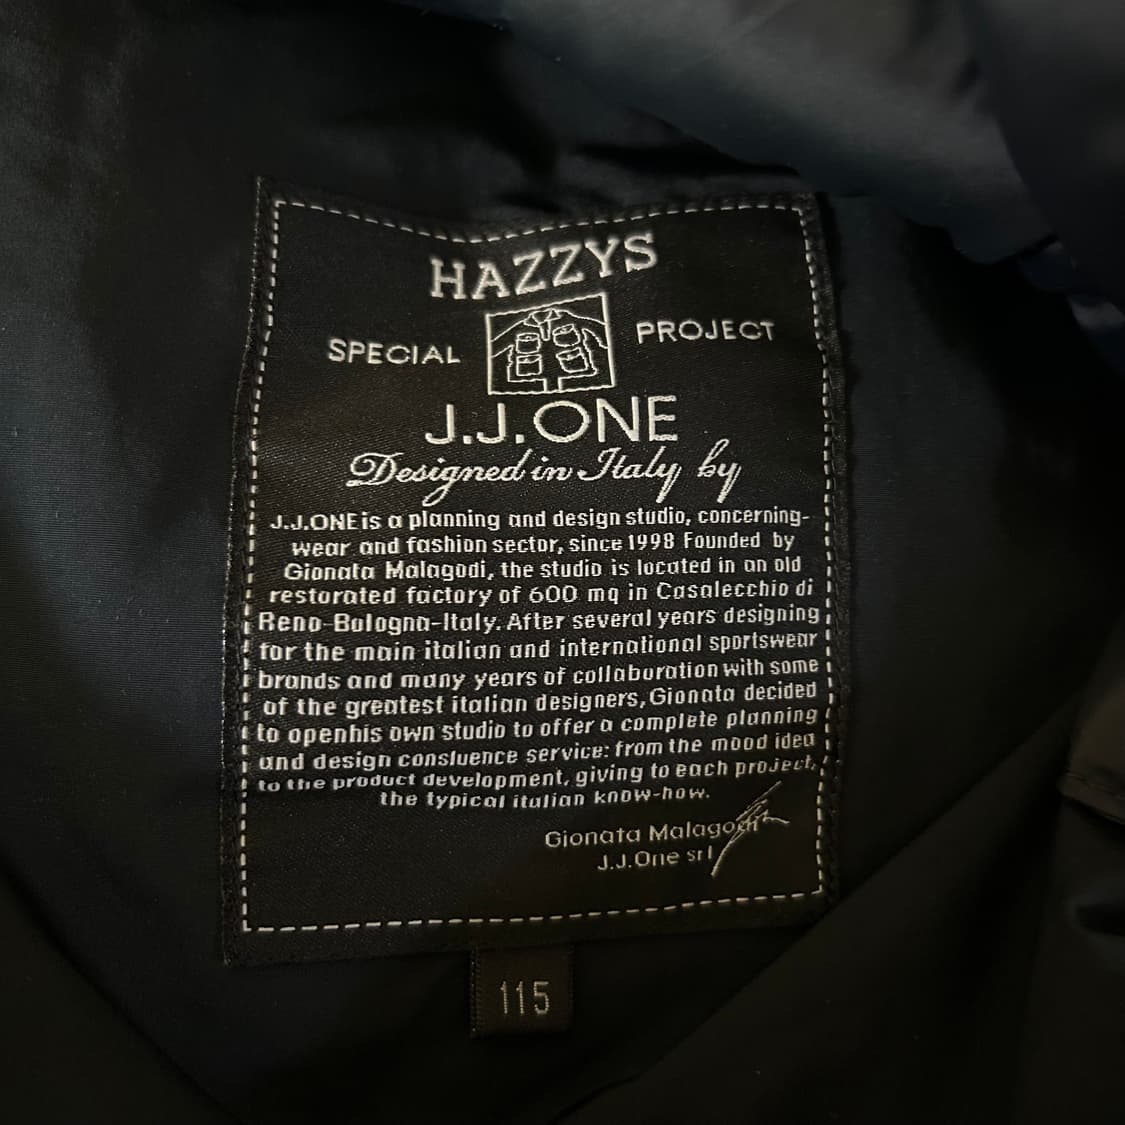 HAZZYS
SPECIAL PROJECT
J.J.ONE
Designed in Italy by
J.J.ONE is a planning and design studio, concerning-
wear and fashion sector, since 1998 Founded by
Gionata Malagodi, the studio is located in an old
restorated factory of 600 mq in Casalecchio di
Reno-Bologna-Italy. After several years designing
for the main italian and international sportswear
brands and many years of collaboration with some
of the greatest italian designers, Gionata decided
to openhis own studio to offer a complete planning
and design consluence service: from the mood idea
to the product development, giving to each project,
the typical italian know-how.
Gionata Malagodi
J.J.One srl
115